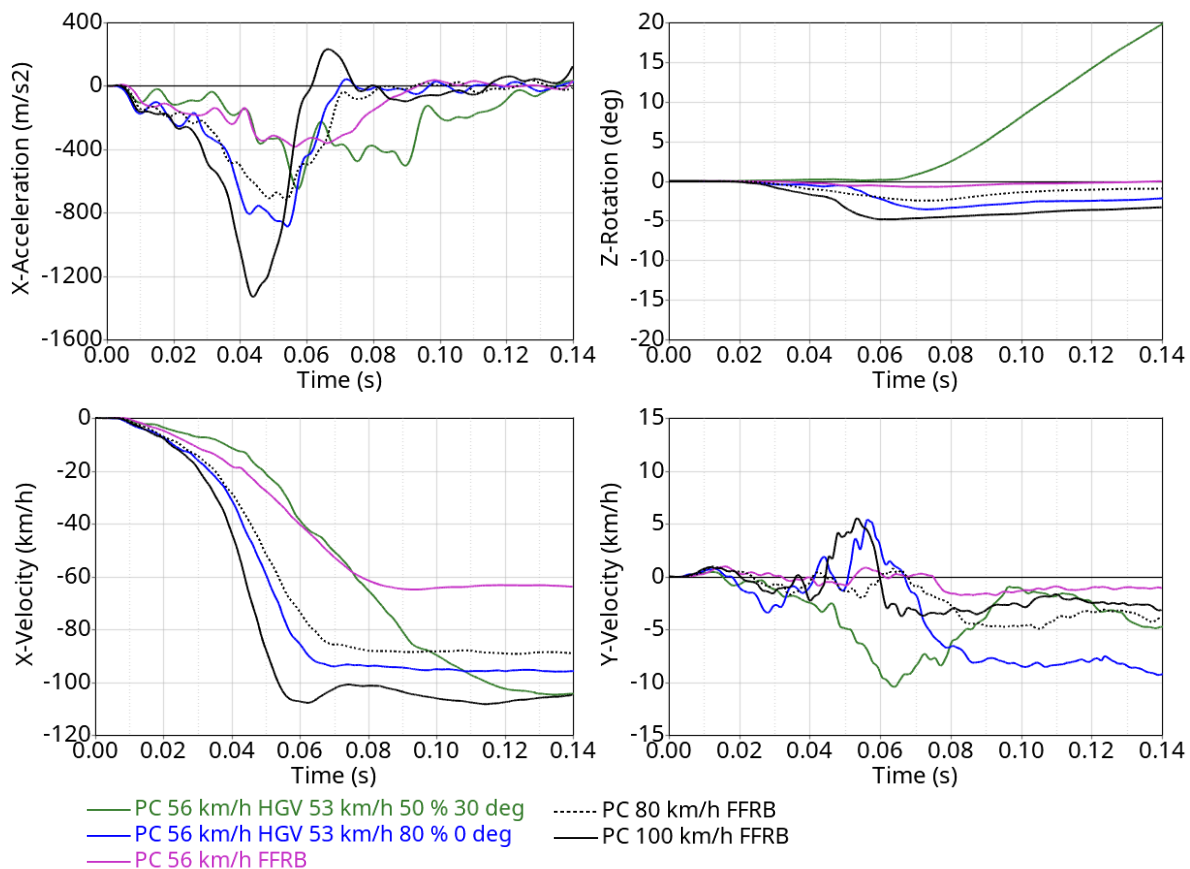 400
0
-400
-800
-1200
-1600
X-Acceleration (m/s2)
0.00 0.02 0.04 0.06 0.08 0.10 0.12 0.14
Time (s)
20
15
10
5
0
-5
-10
-15
-20
Z-Rotation (deg)
0.00 0.02 0.04 0.06 0.08 0.10 0.12 0.14
Time (s)
0
-20
-40
-60
-80
-100
-120
X-Velocity (km/h)
0.00 0.02 0.04 0.06 0.08 0.10 0.12 0.14
Time (s)
15
10
5
0
-5
-10
-15
Y-Velocity (km/h)
0.00 0.02 0.04 0.06 0.08 0.10 0.12 0.14
Time (s)
PC 56 km/h HGV 53 km/h 50 % 30 deg
PC 56 km/h HGV 53 km/h 80 % 0 deg
PC 56 km/h FFRB
PC 80 km/h FFRB
PC 100 km/h FFRB